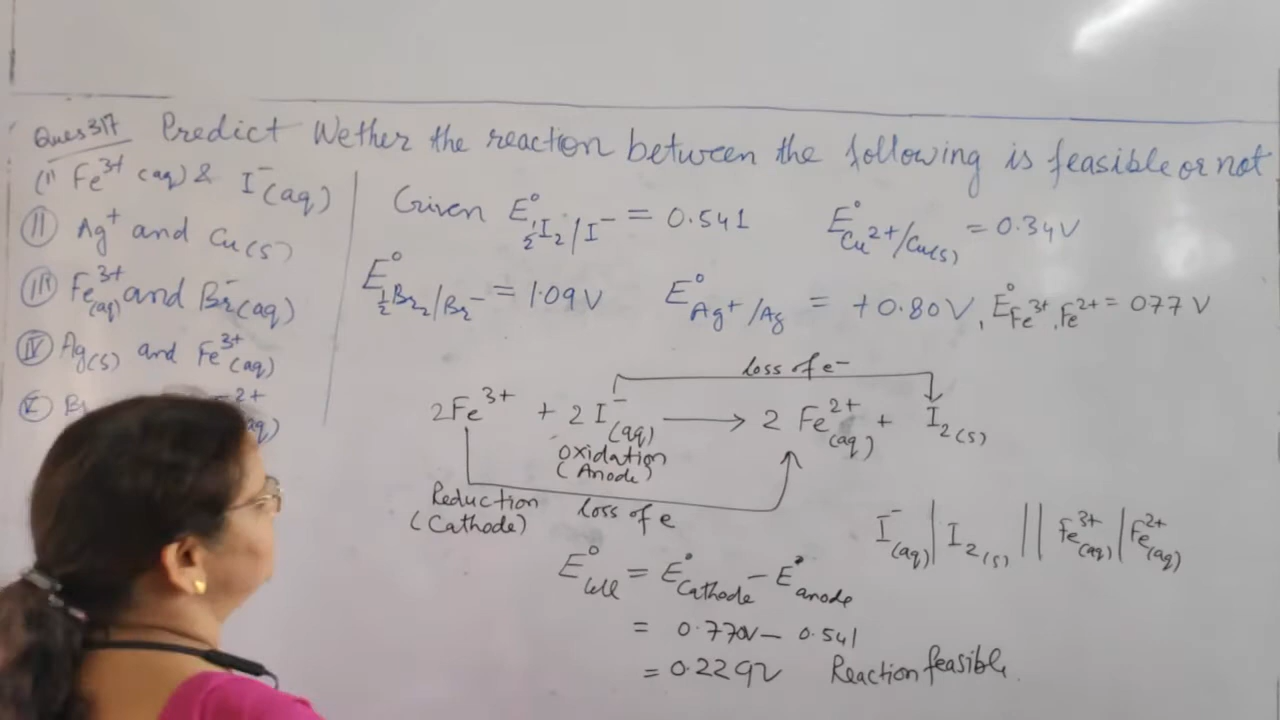 Ques 317 Predict Wether the reaction between the following is feasible or not
(i) Fe³⁺(aq) & I⁻(aq)
(II) Ag⁺ and Cu(s)
(III) Fe³⁺(aq) and Br⁻(aq)
(IV) Ag(s) and Fe³⁺(aq)
2+
aq)
Given E°½I₂/I⁻ = 0.541 E°Cu²⁺/Cu(s) = 0.34V
E°½Br₂/Br⁻ = 1.09V E°Ag⁺/Ag = +0.80V, E°Fe³⁺,Fe²⁺ = 077 V
Loss of e⁻
2Fe³⁺ + 2I⁻(aq) ⟶ 2Fe²⁺(aq) + I₂(s)
Oxidation
(Anode)
Reduction
(Cathode)
Loss of e
I⁻(aq)|I₂(s)||Fe³⁺(aq)|Fe²⁺(aq)
E°cell = E°Cathode − E°anode
= 0.770V − 0.541
= 0.229V Reaction feasible.